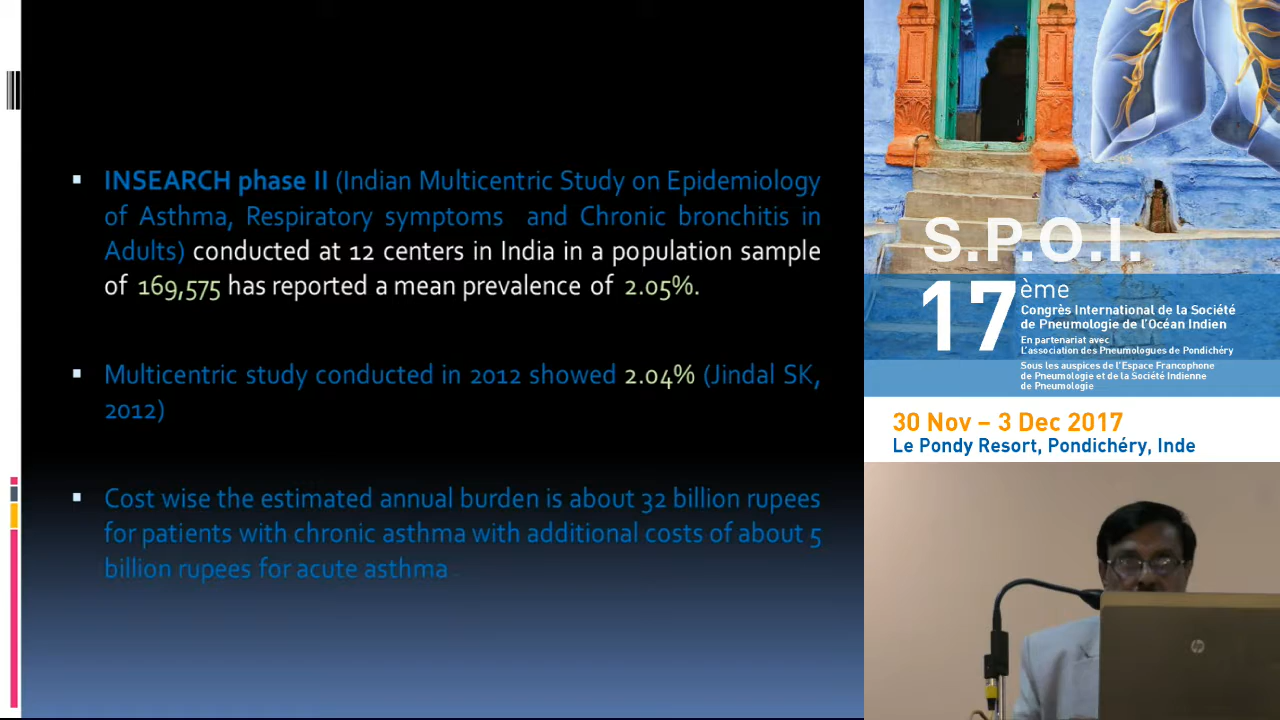 INSEARCH phase II (Indian Multicentric Study on Epidemiology
of Asthma, Respiratory symptoms and Chronic bronchitis in
Adults) conducted at 12 centers in India in a population sample
of 169,575 has reported a mean prevalence of 2.05%.
Multicentric study conducted in 2012 showed 2.04% (Jindal SK,
2012)
Cost wise the estimated annual burden is about 32 billion rupees
for patients with chronic asthma with additional costs of about 5
billion rupees for acute asthma
S.P.O.I.
17ème
Congrès International de la Société
de Pneumologie de l'Océan Indien
En partenariat avec
L'association des Pneumologues de Pondichéry
Sous les auspices de l'Espace Francophone
de Pneumologie et de la Société Indienne
de Pneumologie
30 Nov – 3 Dec 2017
Le Pondy Resort, Pondichéry, Inde
hp